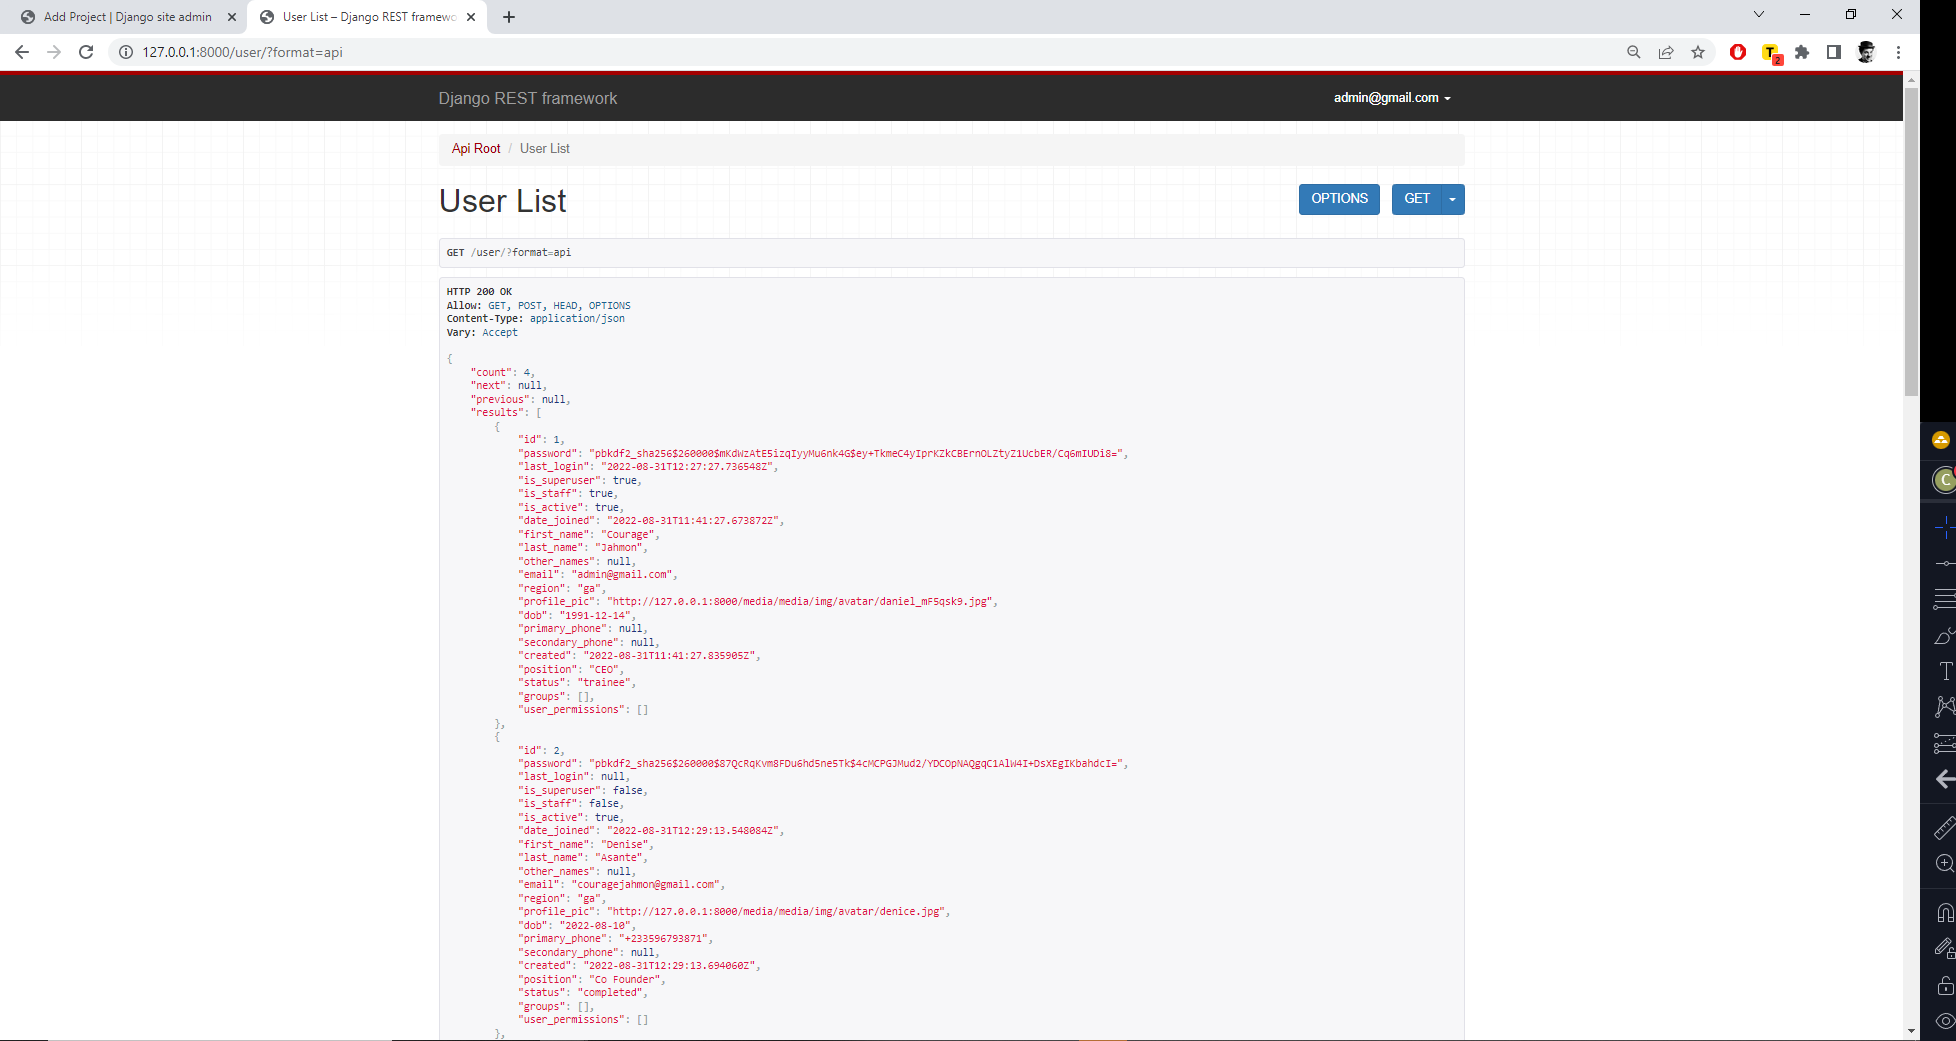 Add Project | Django site admin
User List – Django REST framewo
127.0.0.1:8000/user/?format=api
T
2
Django REST framework
admin@gmail.com
Api Root / User List
User List
OPTIONS
GET
GET /user/?format=api
HTTP 200 OK
Allow: GET, POST, HEAD, OPTIONS
Content-Type: application/json
Vary: Accept
{
"count": 4,
"next": null,
"previous": null,
"results": [
{
"id": 1,
"password": "pbkdf2_sha256$260000$mKdWzAtE5izqIyyMu6nk4G$ey+TkmeC4yIprKZkCBErnOLZtyZ1UcbER/Cq6mIUDi8=",
"last_login": "2022-08-31T12:27:27.736548Z",
"is_superuser": true,
"is_staff": true,
"is_active": true,
"date_joined": "2022-08-31T11:41:27.673872Z",
"first_name": "Courage",
"last_name": "Jahmon",
"other_names": null,
"email": "admin@gmail.com",
"region": "ga",
"profile_pic": "http://127.0.0.1:8000/media/media/img/avatar/daniel_mF5qsk9.jpg",
"dob": "1991-12-14",
"primary_phone": null,
"secondary_phone": null,
"created": "2022-08-31T11:41:27.835905Z",
"position": "CEO",
"status": "trainee",
"groups": [],
"user_permissions": []
},
{
"id": 2,
"password": "pbkdf2_sha256$260000$87QcRqKvm8FDu6hd5ne5Tk$4cMCPGJMud2/YDCOpNAQgqC1AlW4I+DsXEgIKbahdcI=",
"last_login": null,
"is_superuser": false,
"is_staff": false,
"is_active": true,
"date_joined": "2022-08-31T12:29:13.548084Z",
"first_name": "Denise",
"last_name": "Asante",
"other_names": null,
"email": "couragejahmon@gmail.com",
"region": "ga",
"profile_pic": "http://127.0.0.1:8000/media/media/img/avatar/denice.jpg",
"dob": "2022-08-10",
"primary_phone": "+233596793871",
"secondary_phone": null,
"created": "2022-08-31T12:29:13.694060Z",
"position": "Co Founder",
"status": "completed",
"groups": [],
"user_permissions": []
},
C
T